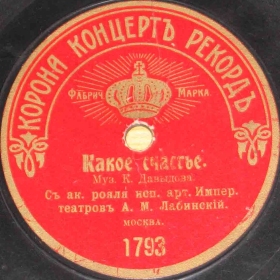 КОРОНА КОНЦЕРТЪ РЕКОРДЪ
ФАБРИЧ МАРКА
Какое счастье.
Муз. К. Давыдова.
Съ ак. рояля исп. арт. Импер.
театровъ А. М. Лабинскій.
МОСКВА.
1793